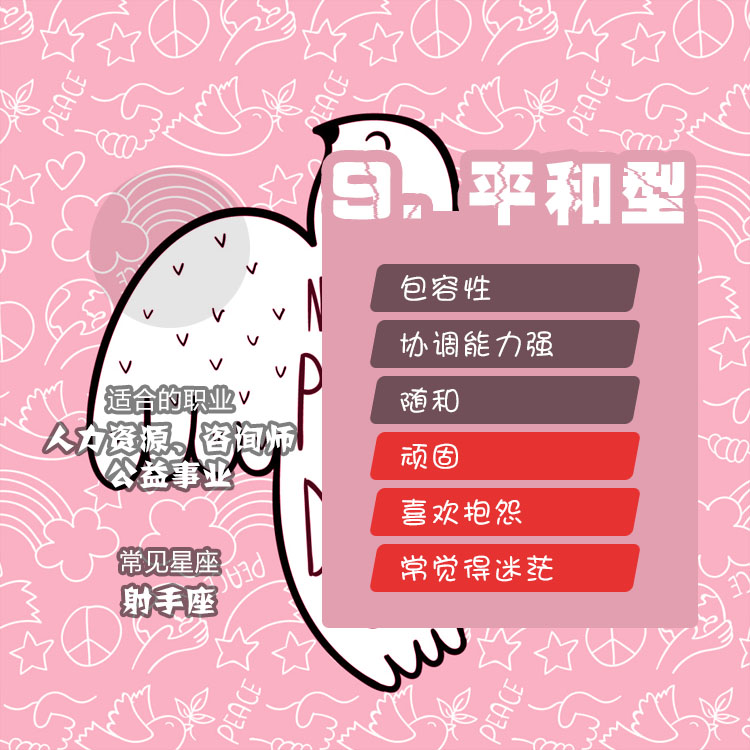 9. 平和型
包容性
协调能力强
随和
顽固
喜欢抱怨
常觉得迷茫
适合的职业
人力资源、咨询师
公益事业
常见星座
射手座
PEACE
PEACE
PEACE
PEACE
PEACE